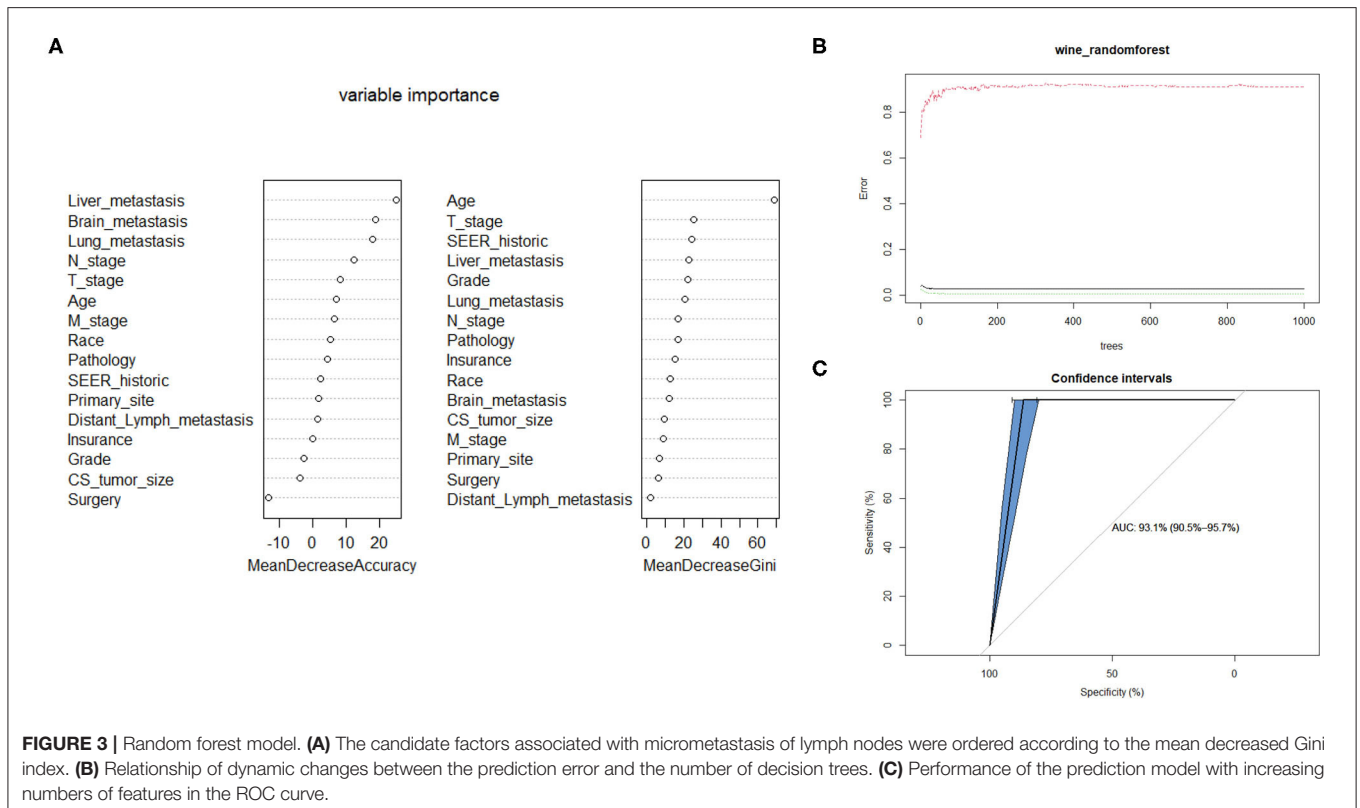 A
variable importance
Liver_metastasis
Brain_metastasis
Lung_metastasis
N_stage
T_stage
Age
M_stage
Race
Pathology
SEER_historic
Primary_site
Distant_Lymph_metastasis
Insurance
Grade
CS_tumor_size
Surgery
-10 0 10 20
MeanDecreaseAccuracy
Age
T_stage
SEER_historic
Liver_metastasis
Grade
Lung_metastasis
N_stage
Pathology
Insurance
Race
Brain_metastasis
CS_tumor_size
M_stage
Primary_site
Surgery
Distant_Lymph_metastasis
0 20 40 60
MeanDecreaseGini
B
wine_randomforest
Error
0.8
0.6
0.4
0.2
0.0
0 200 400 600 800 1000
trees
C
Confidence intervals
Sensitivity (%)
100
80
60
40
20
0
AUC: 93.1% (90.5%–95.7%)
100 50 0
Specificity (%)
FIGURE 3 | Random forest model. (A) The candidate factors associated with micrometastasis of lymph nodes were ordered according to the mean decreased Gini
index. (B) Relationship of dynamic changes between the prediction error and the number of decision trees. (C) Performance of the prediction model with increasing
numbers of features in the ROC curve.